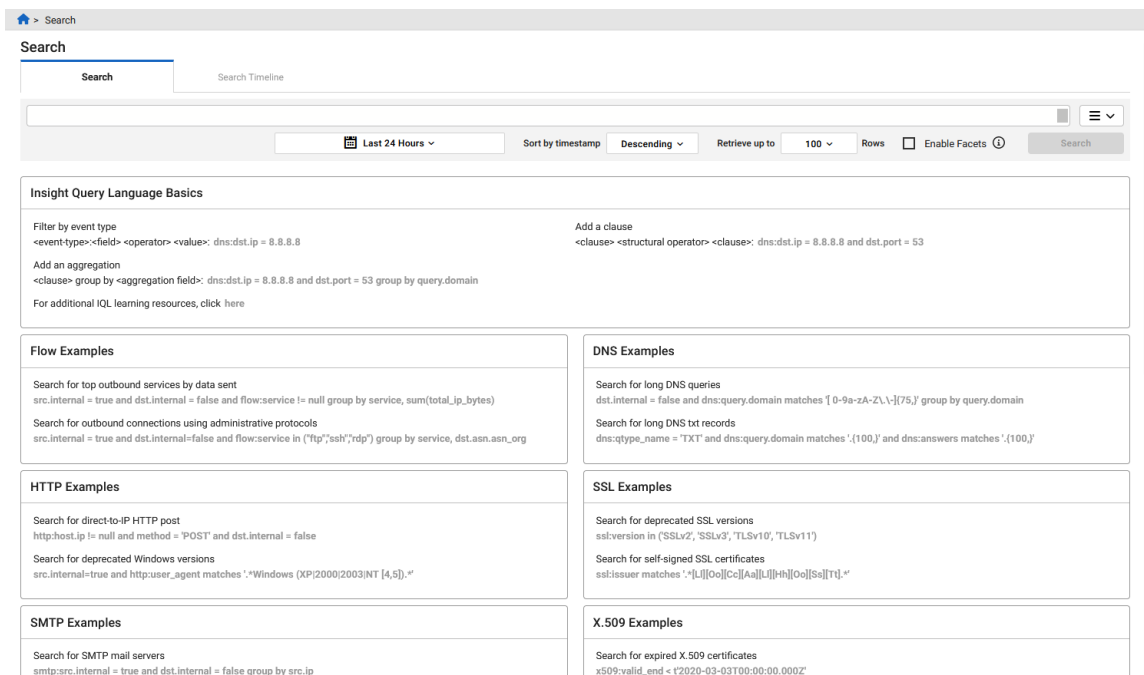 > Search
Search
Search Search Timeline
Last 24 Hours Sort by timestamp Descending Retrieve up to 100 Rows Enable Facets Search
Insight Query Language Basics
Filter by event type
<event-type>:<field> <operator> <value>: dns:dst.ip = 8.8.8.8
Add an aggregation
<clause> group by <aggregation field>: dns:dst.ip = 8.8.8.8 and dst.port = 53 group by query.domain
For additional IQL learning resources, click here
Add a clause
<clause> <structural operator> <clause>: dns:dst.ip = 8.8.8.8 and dst.port = 53
Flow Examples
Search for top outbound services by data sent
src.internal = true and dst.internal = false and flow:service != null group by service, sum(total_ip_bytes)
Search for outbound connections using administrative protocols
src.internal = true and dst.internal=false and flow:service in ("ftp","ssh","rdp") group by service, dst.asn.asn_org
DNS Examples
Search for long DNS queries
dst.internal = false and dns:query.domain matches '[ 0-9a-zA-Z\.\-]{75,}' group by query.domain
Search for long DNS txt records
dns:qtype_name = 'TXT' and dns:query.domain matches '.{100,}' and dns:answers matches '.{100,}'
HTTP Examples
Search for direct-to-IP HTTP post
http:host.ip != null and method = 'POST' and dst.internal = false
Search for deprecated Windows versions
src.internal=true and http:user_agent matches '.*Windows (XP|2000|2003|NT [4,5]).*'
SSL Examples
Search for deprecated SSL versions
ssl:version in ('SSLv2', 'SSLv3', 'TLSv10', 'TLSv11')
Search for self-signed SSL certificates
ssl:issuer matches '.*[Ll][Oo][Cc][Aa][Ll][Hh][Oo][Ss][Tt].*'
SMTP Examples
Search for SMTP mail servers
smtp:src.internal = true and dst.internal = false group by src.ip
X.509 Examples
Search for expired X.509 certificates
x509:valid_end < t'2020-03-03T00:00:00.000Z'